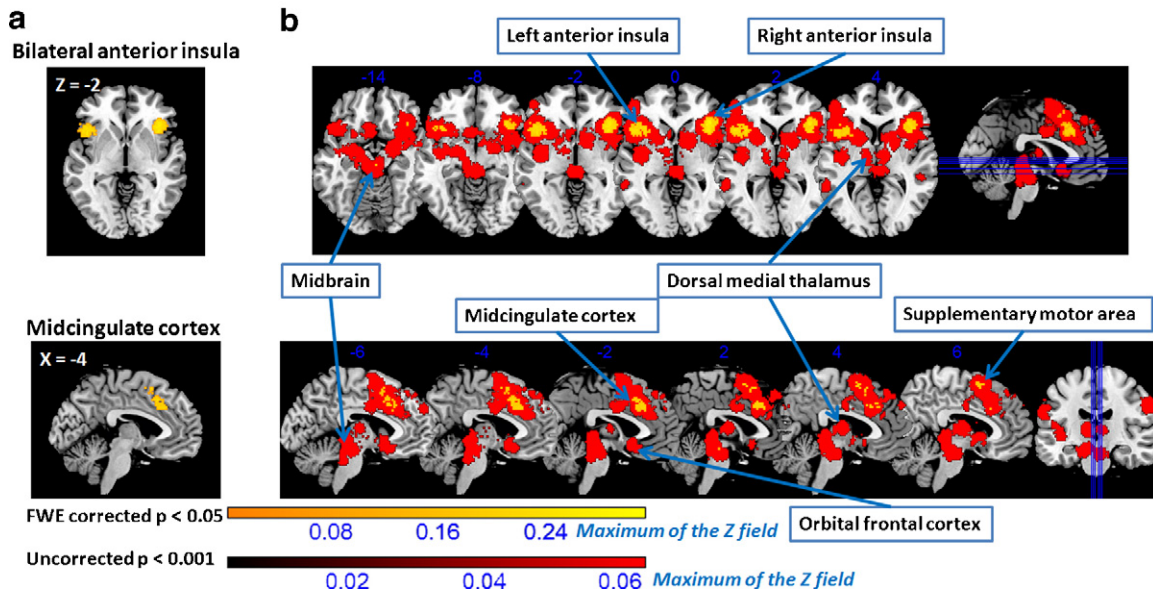 a
b
Bilateral anterior insula
Left anterior insula
Right anterior insula
Z = -2
-14 -8 -2 0 2 4
Midbrain
Dorsal medial thalamus
Midcingulate cortex
Midcingulate cortex
Supplementary motor area
X = -4
-6 -4 -2 2 4 6
FWE corrected p < 0.05
0.08 0.16 0.24 Maximum of the Z field
Orbital frontal cortex
Uncorrected p < 0.001
0.02 0.04 0.06 Maximum of the Z field